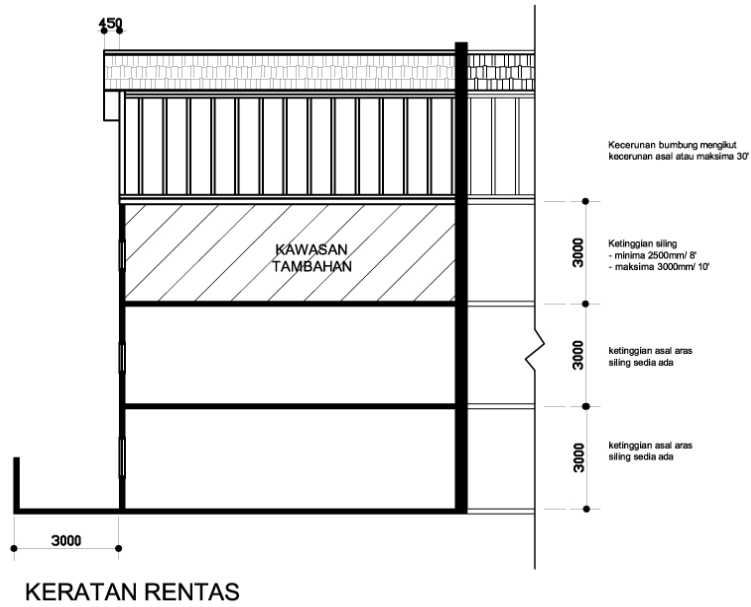 450
Kecerunan bumbung mengikut
kecerunan asal atau maksima 30'
KAWASAN
TAMBAHAN
3000
Ketinggian siling
- minima 2500mm/ 8'
- maksima 3000mm/ 10'
3000
ketinggian asal aras
siling sedia ada
3000
ketinggian asal aras
siling sedia ada
3000
KERATAN RENTAS